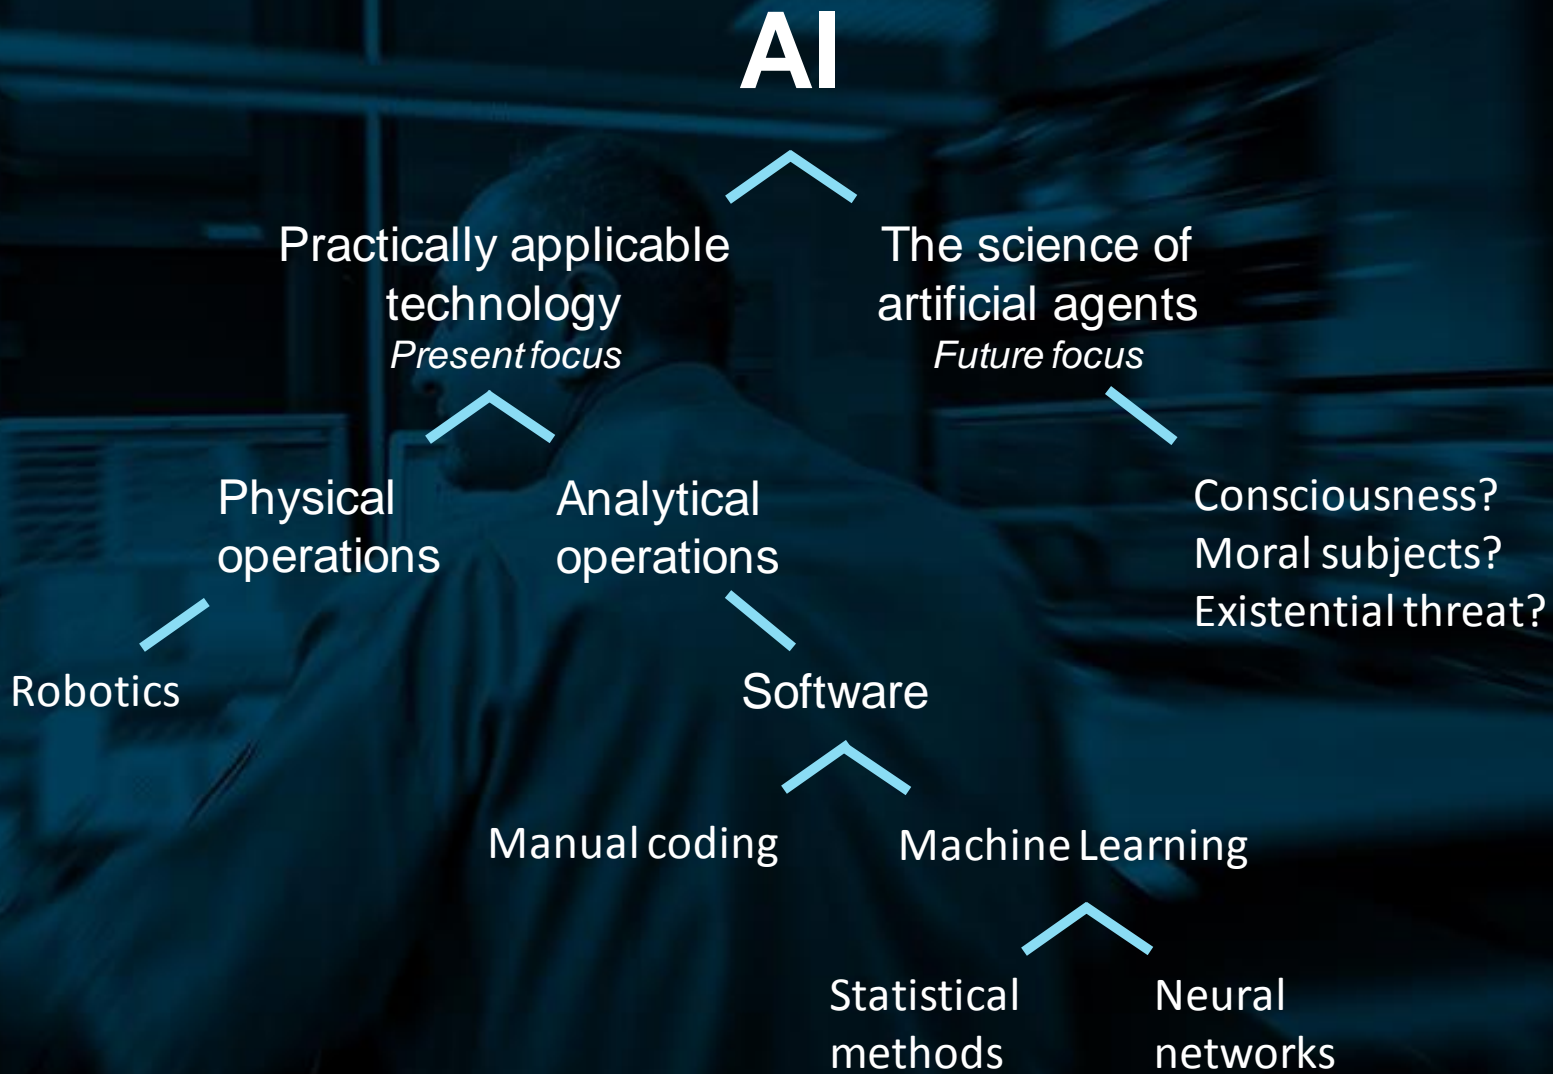 AI
Practically applicable
technology
Present focus
The science of
artificial agents
Future focus
Physical
operations
Analytical
operations
Consciousness?
Moral subjects?
Existential threat?
Robotics
Software
Manual coding
Machine Learning
Statistical
methods
Neural
networks